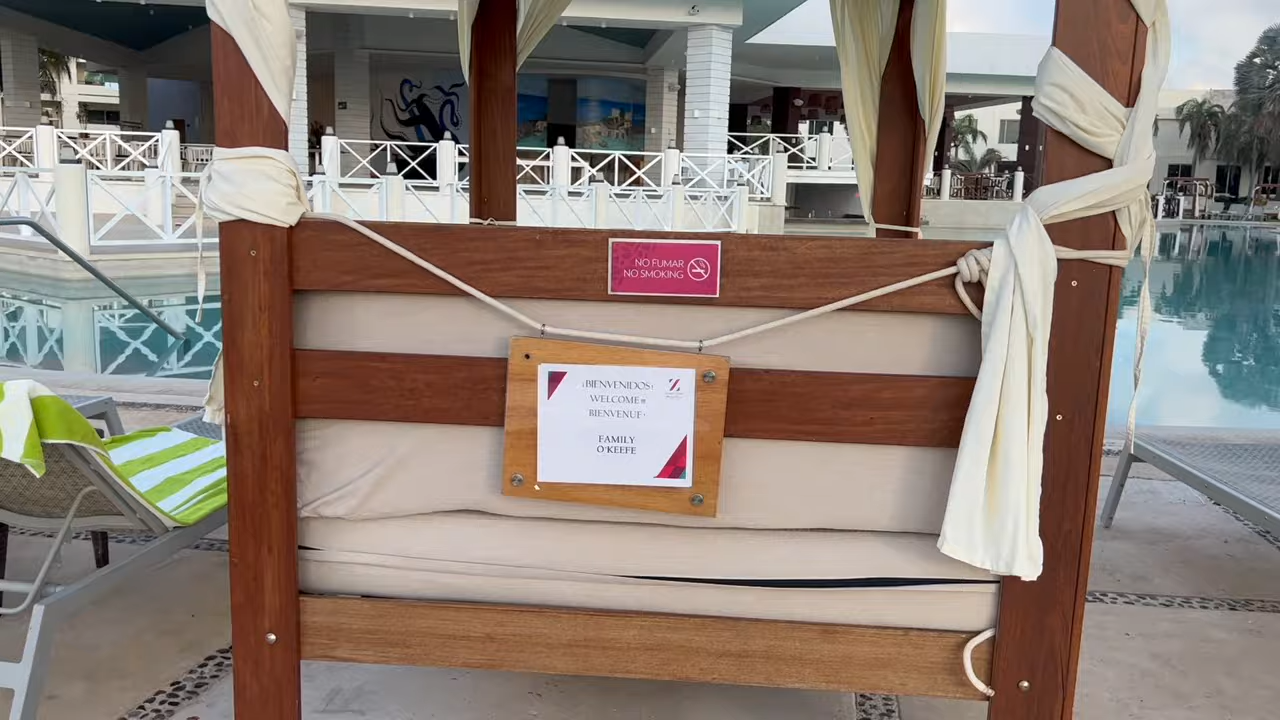 NO FUMAR
NO SMOKING
¡BIENVENIDOS!
WELCOME!!
BIENVENUE!
FAMILY
O'KEEFE